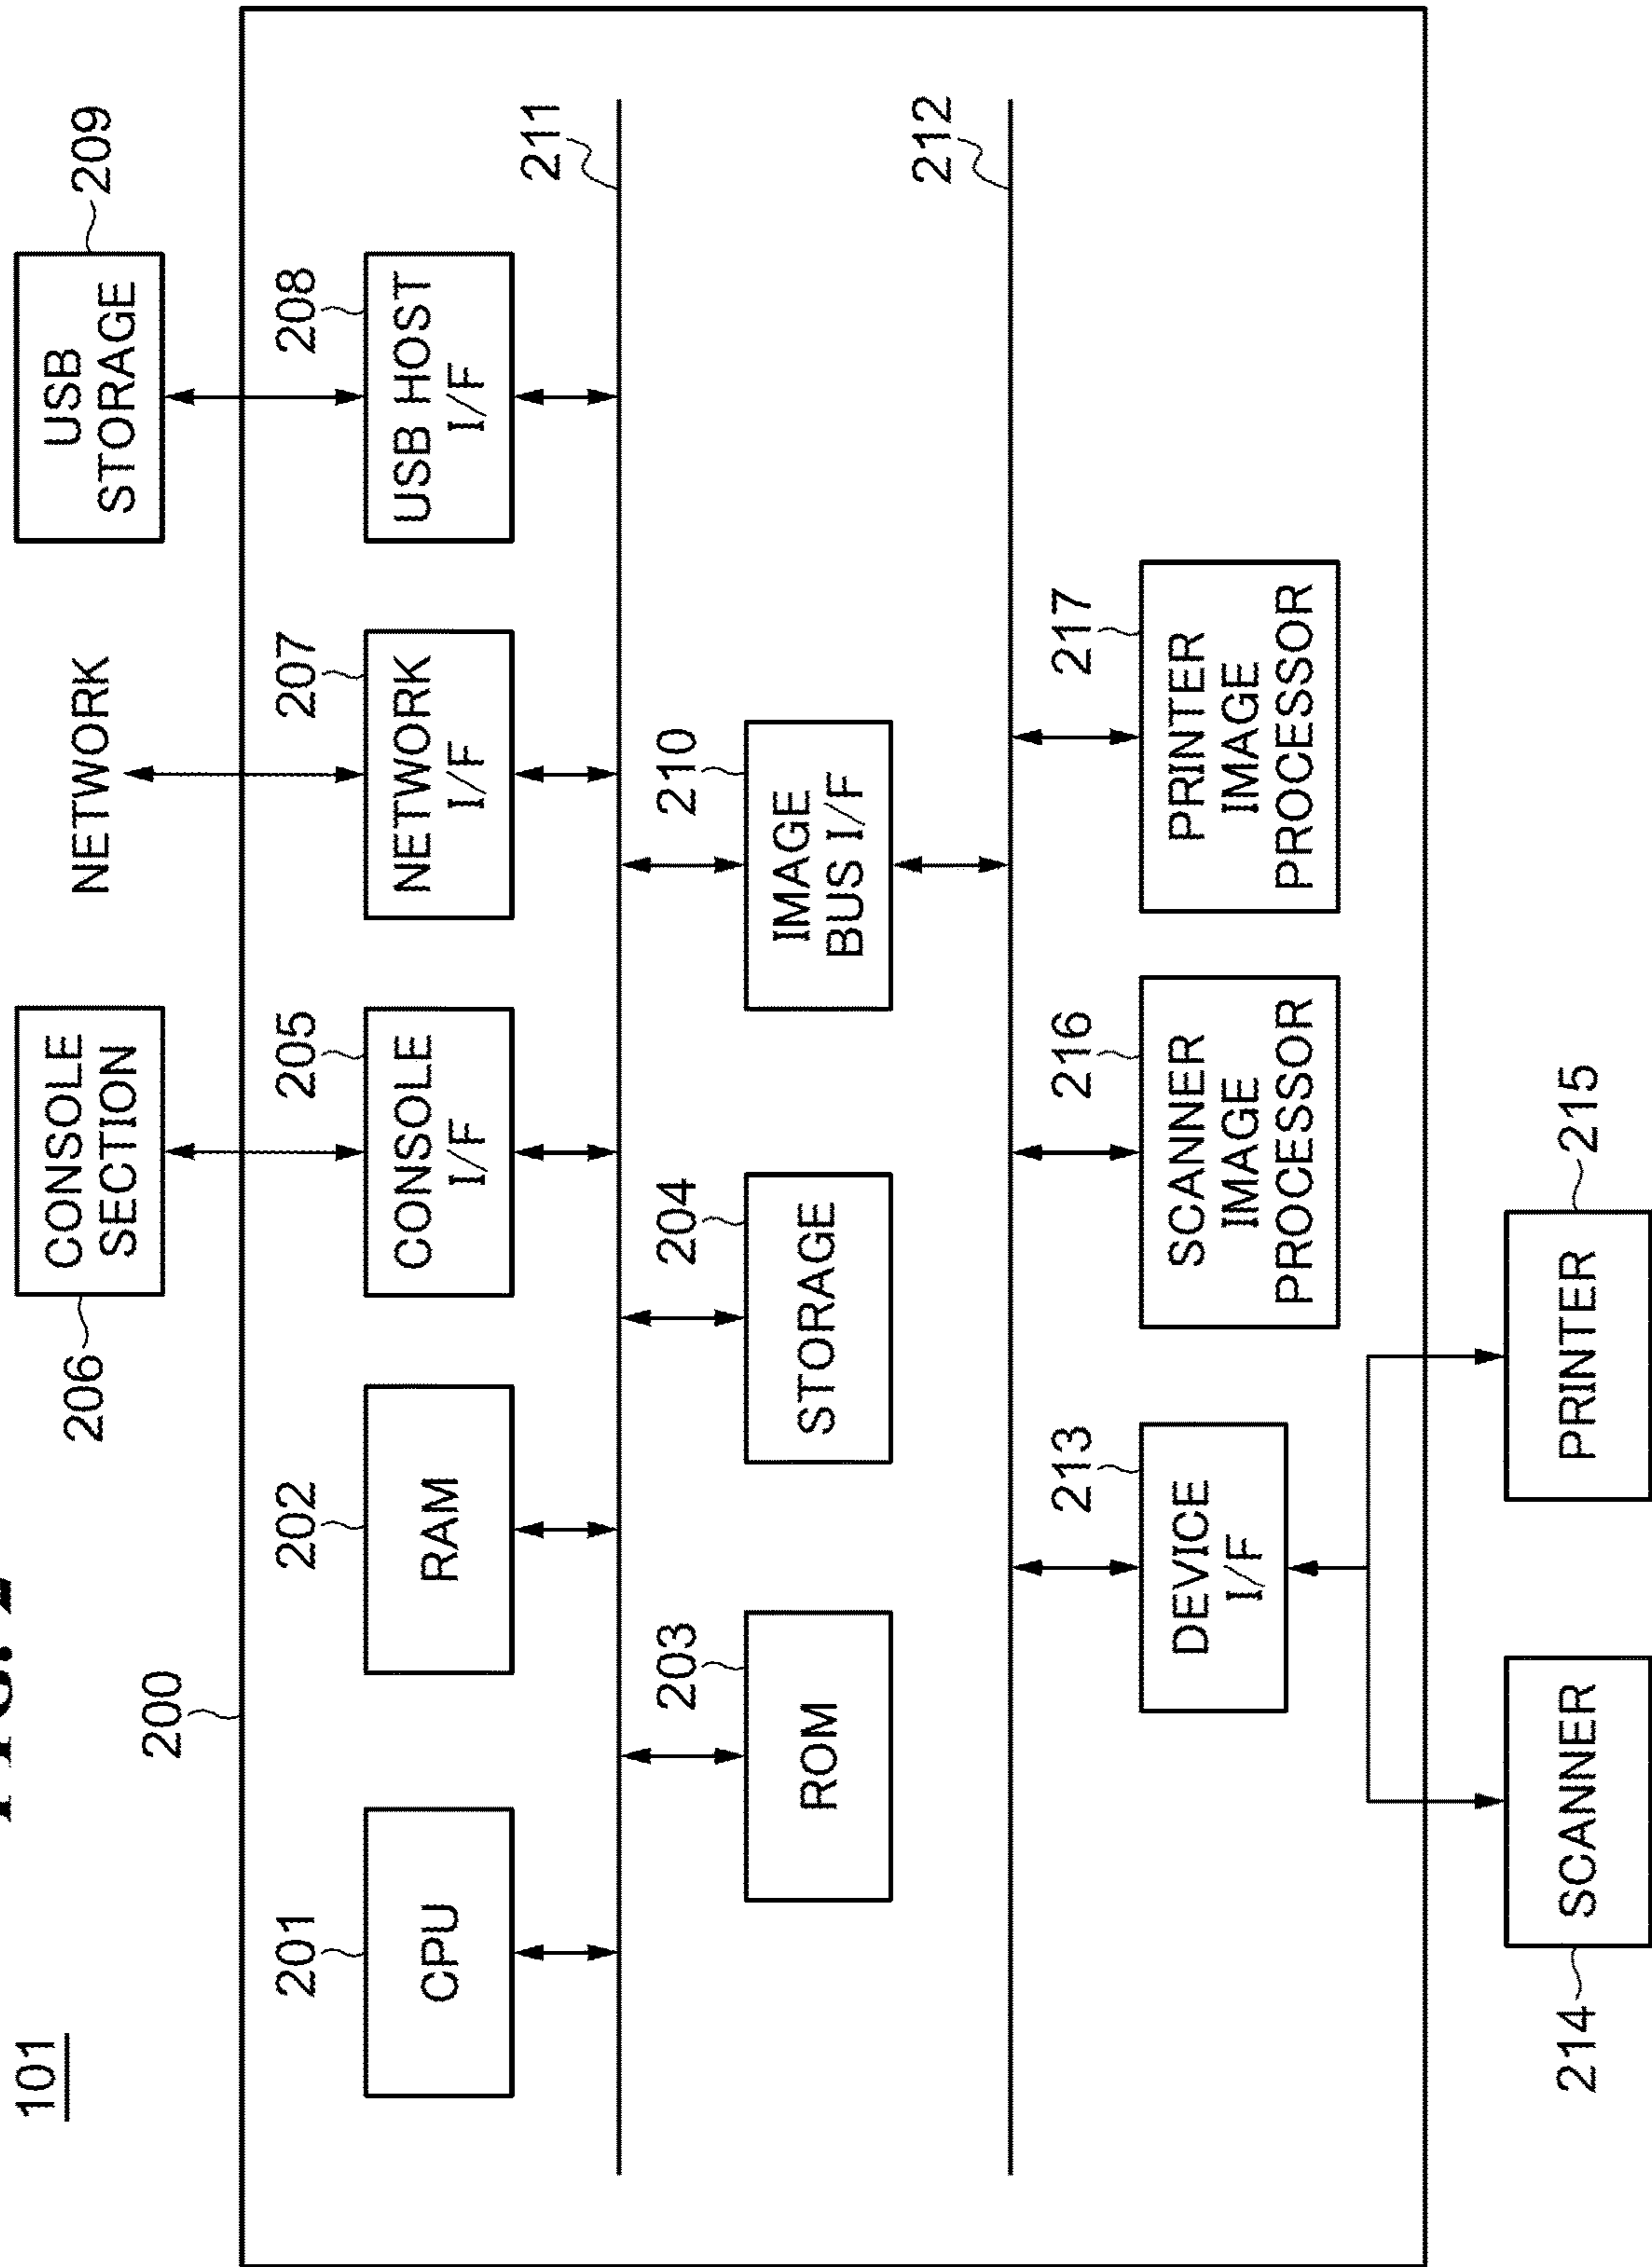 101
200
206
CONSOLE
SECTION
NETWORK
USB
STORAGE
209
201
CPU
202
RAM
205
CONSOLE
I/F
207
NETWORK
I/F
208
USB HOST
I/F
211
203
ROM
204
STORAGE
210
IMAGE
BUS I/F
212
213
DEVICE
I/F
216
SCANNER
IMAGE
PROCESSOR
217
PRINTER
IMAGE
PROCESSOR
214
SCANNER
PRINTER
215